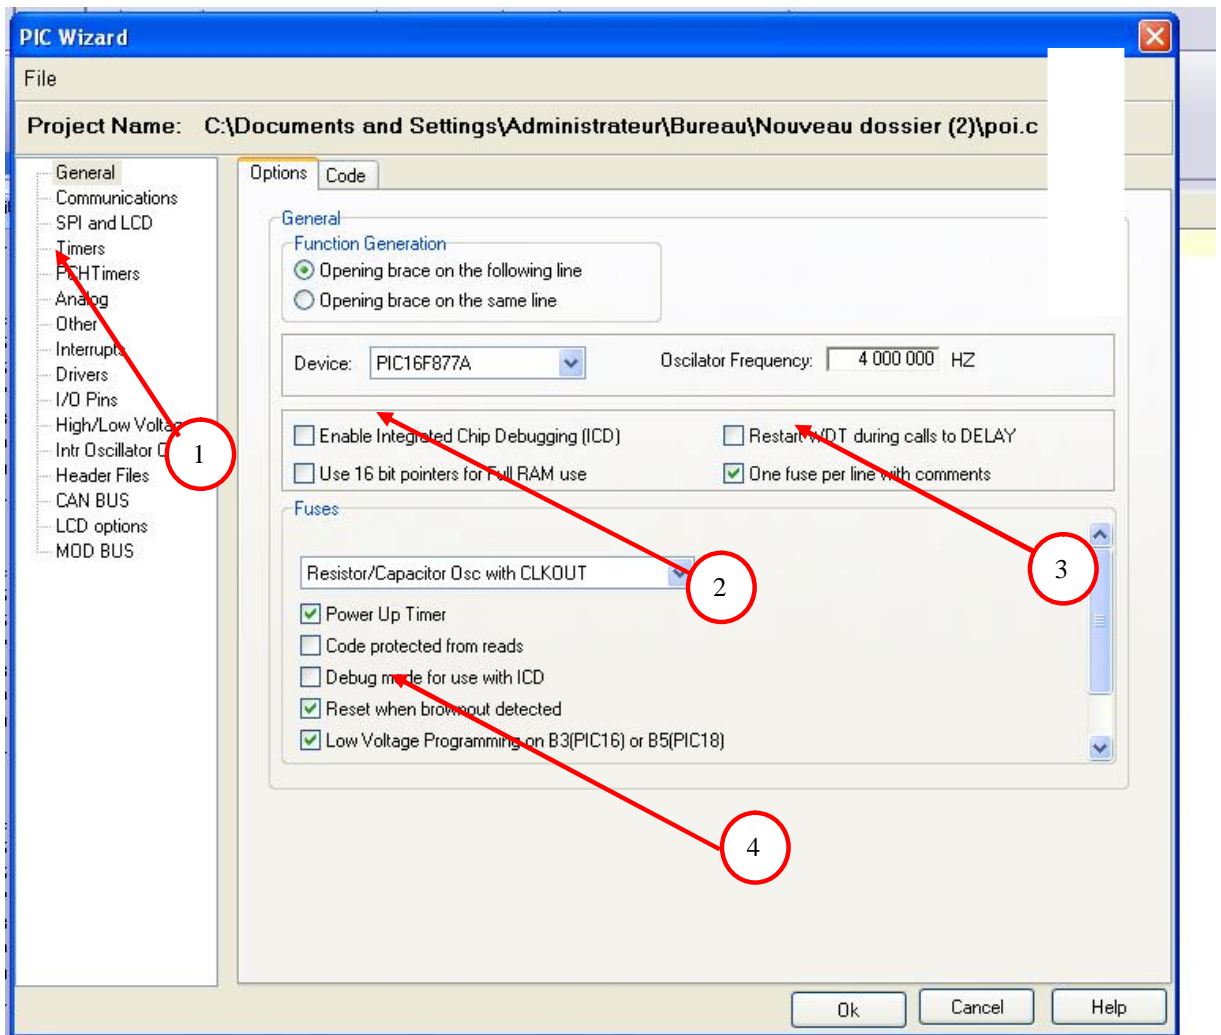 PIC Wizard
File
Project Name: C:\Documents and Settings\Administrateur\Bureau\Nouveau dossier (2)\poi.c
General
Communications
SPI and LCD
Timers
PCHTimers
Analog
Other
Interrupts
Drivers
I/O Pins
High/Low Voltag
Intr Oscillator C
Header Files
CAN BUS
LCD options
MOD BUS
1
Options Code
General
Function Generation
Opening brace on the following line
Opening brace on the same line
Device: PIC16F877A Oscilator Frequency: 4 000 000 HZ
Enable Integrated Chip Debugging (ICD) Restart WDT during calls to DELAY
Use 16 bit pointers for Full RAM use One fuse per line with comments
Fuses
Resistor/Capacitor Osc with CLKOUT
2
3
Power Up Timer
Code protected from reads
Debug mode for use with ICD
Reset when brownout detected
Low Voltage Programming on B3(PIC16) or B5(PIC18)
4
Ok Cancel Help